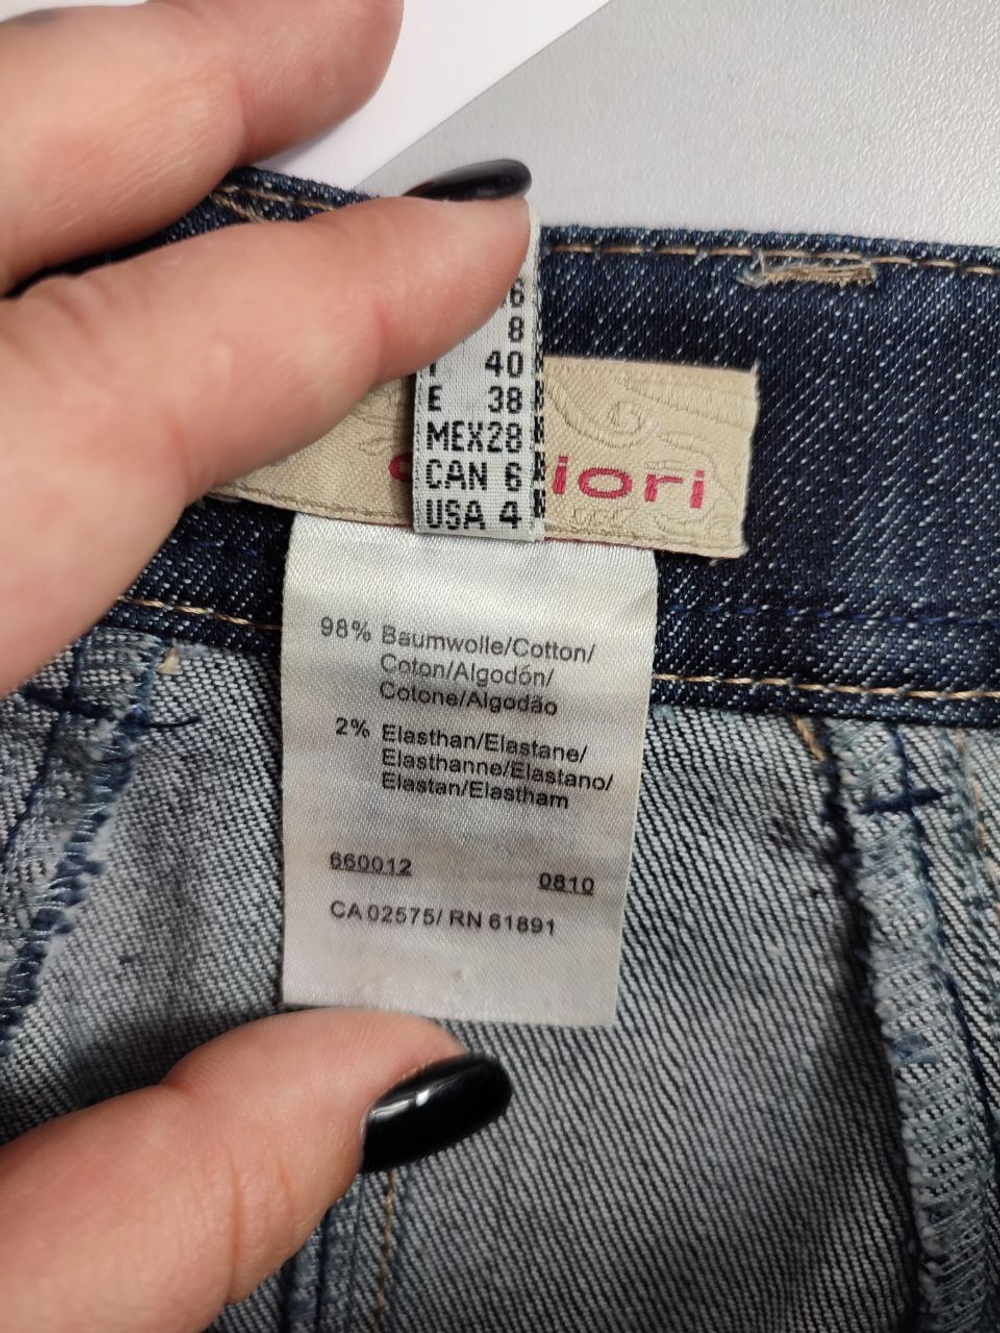 6
8
40
E 38
MEX28
CAN 6
USA 4
iori
98% Baumwolle/Cotton/
Coton/Algodón/
Cotone/Algodão
2% Elasthan/Elastane/
Elasthanne/Elastano/
Elastan/Elastham
660012 0810
CA 02575/ RN 61891